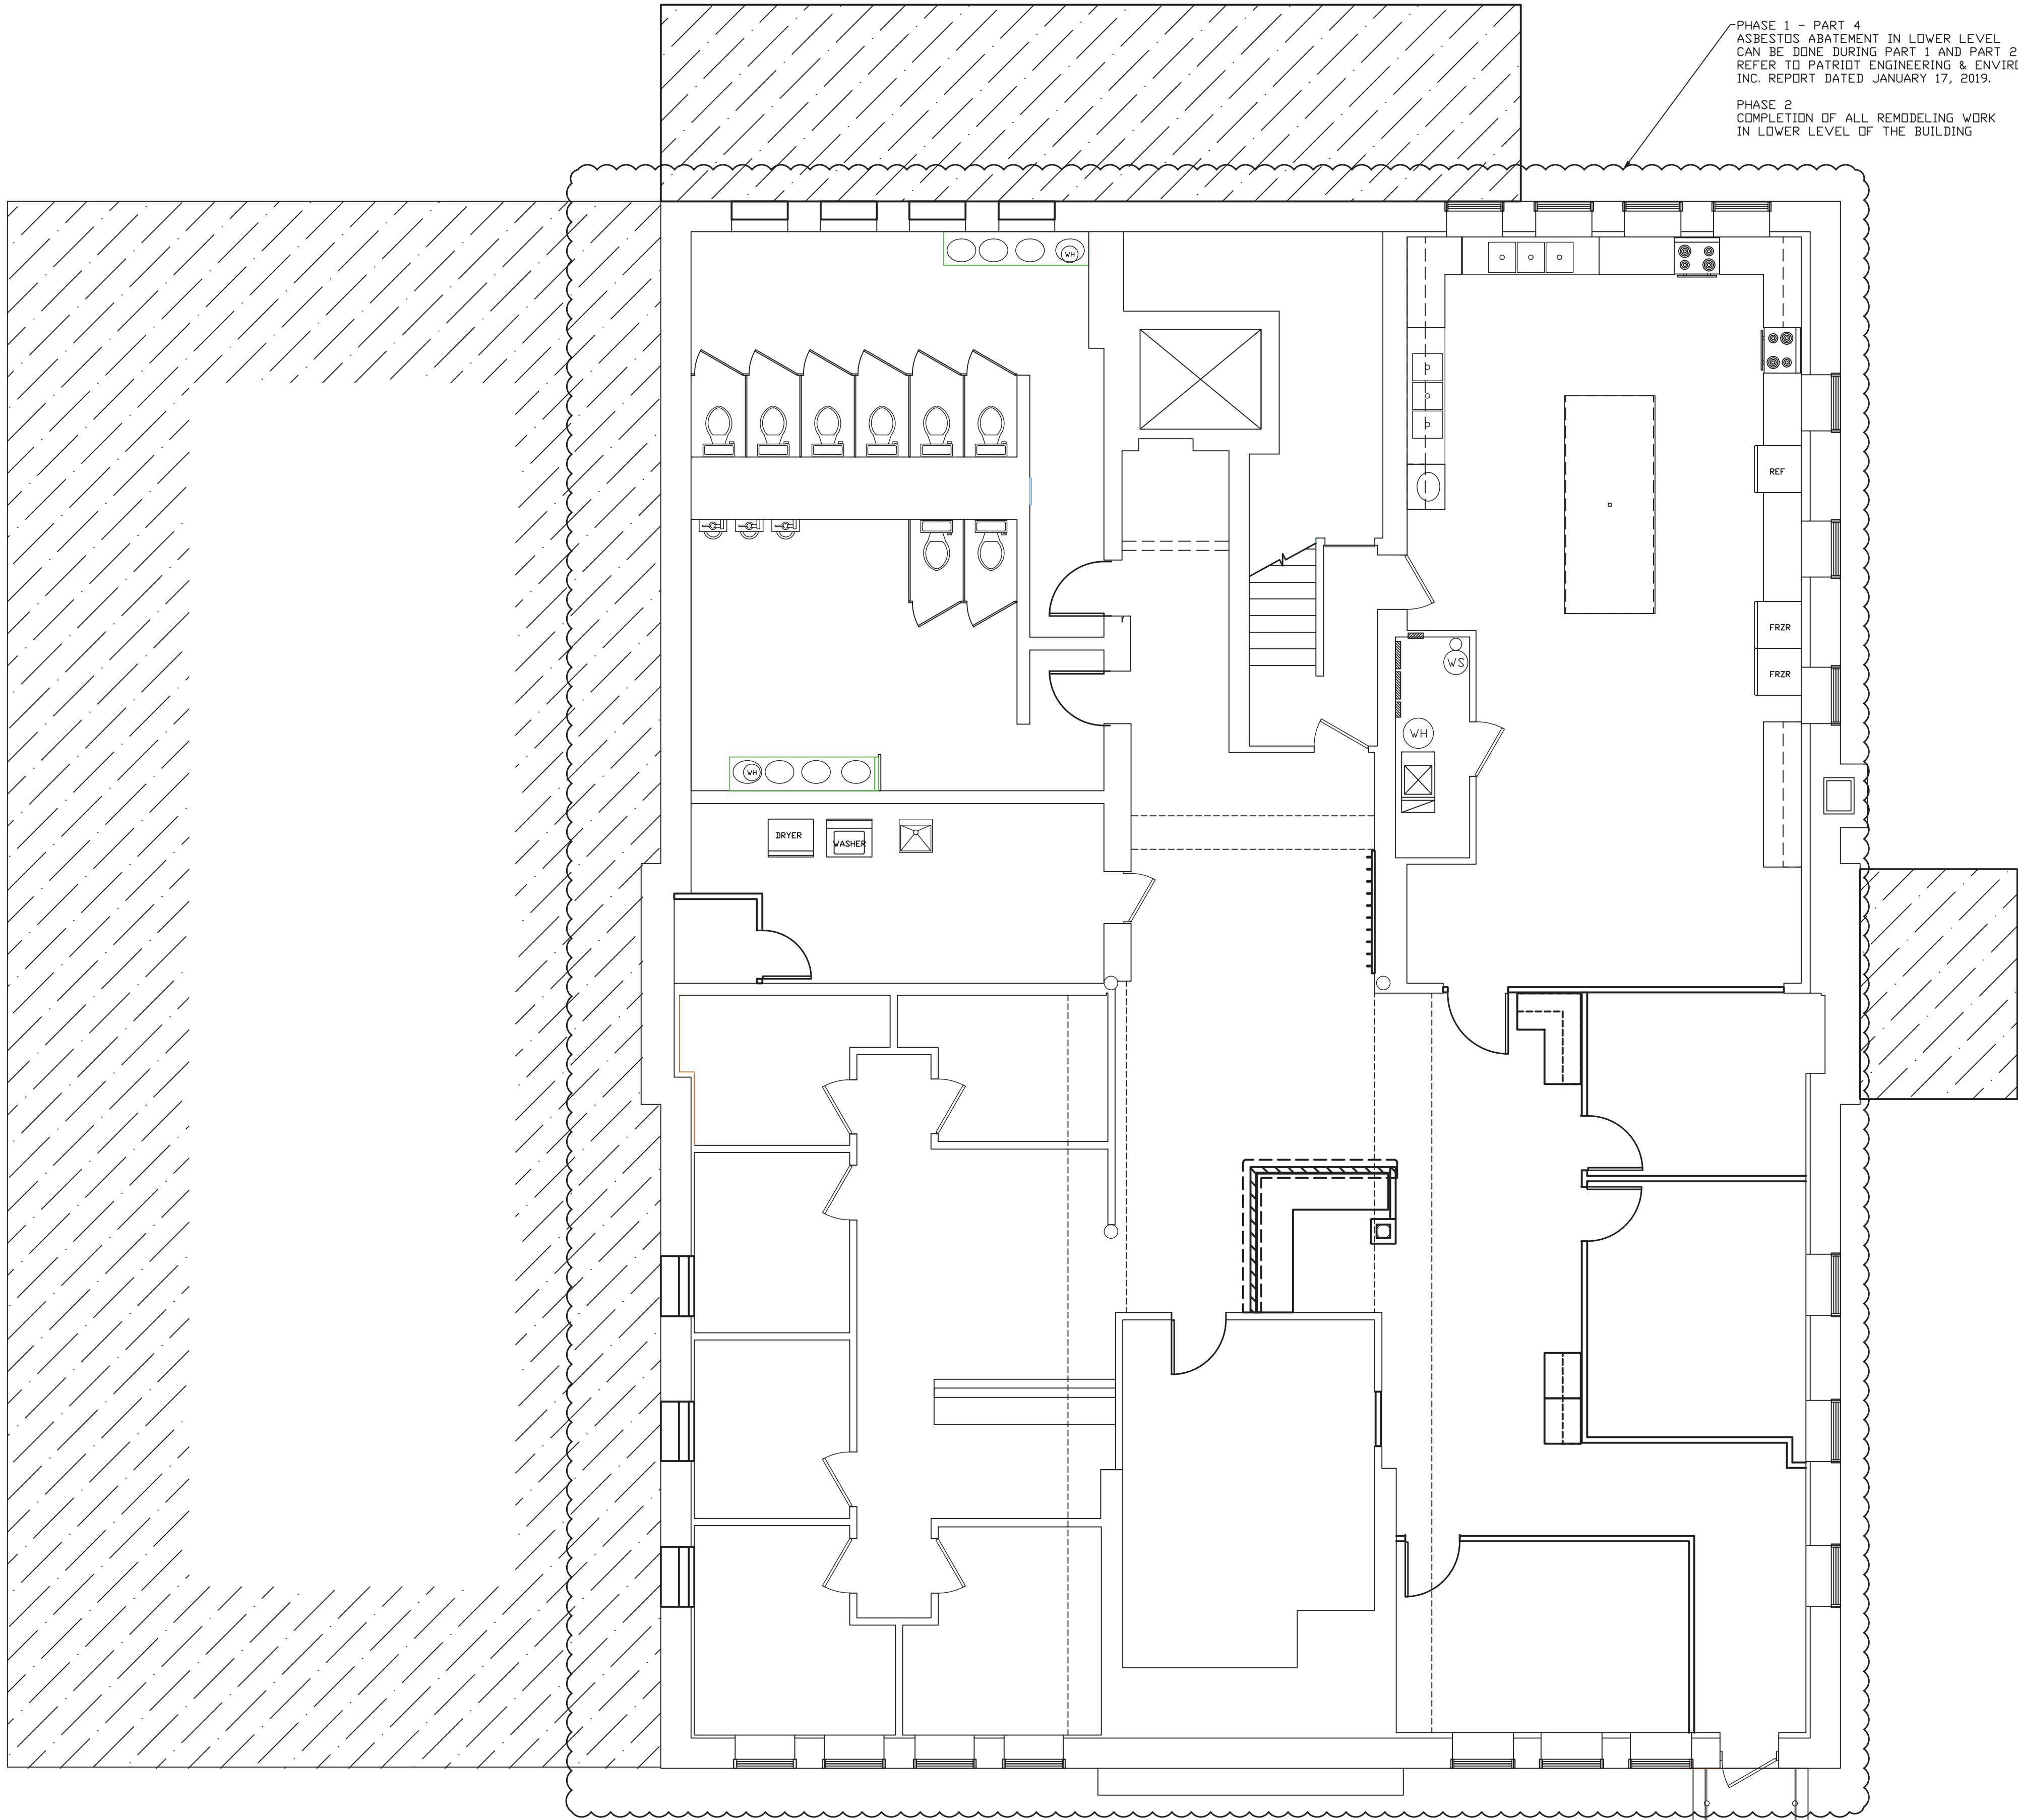 PHASE 1 - PART 4
ASBESTOS ABATEMENT IN LOWER LEVEL
CAN BE DONE DURING PART 1 AND PART 2
REFER TO PATRIOT ENGINEERING & ENVIRO
INC. REPORT DATED JANUARY 17, 2019.
PHASE 2
COMPLETION OF ALL REMODELING WORK
IN LOWER LEVEL OF THE BUILDING
WH
REF
FRZR
WS
FRZR
WH
WH
DRYER
WASHER